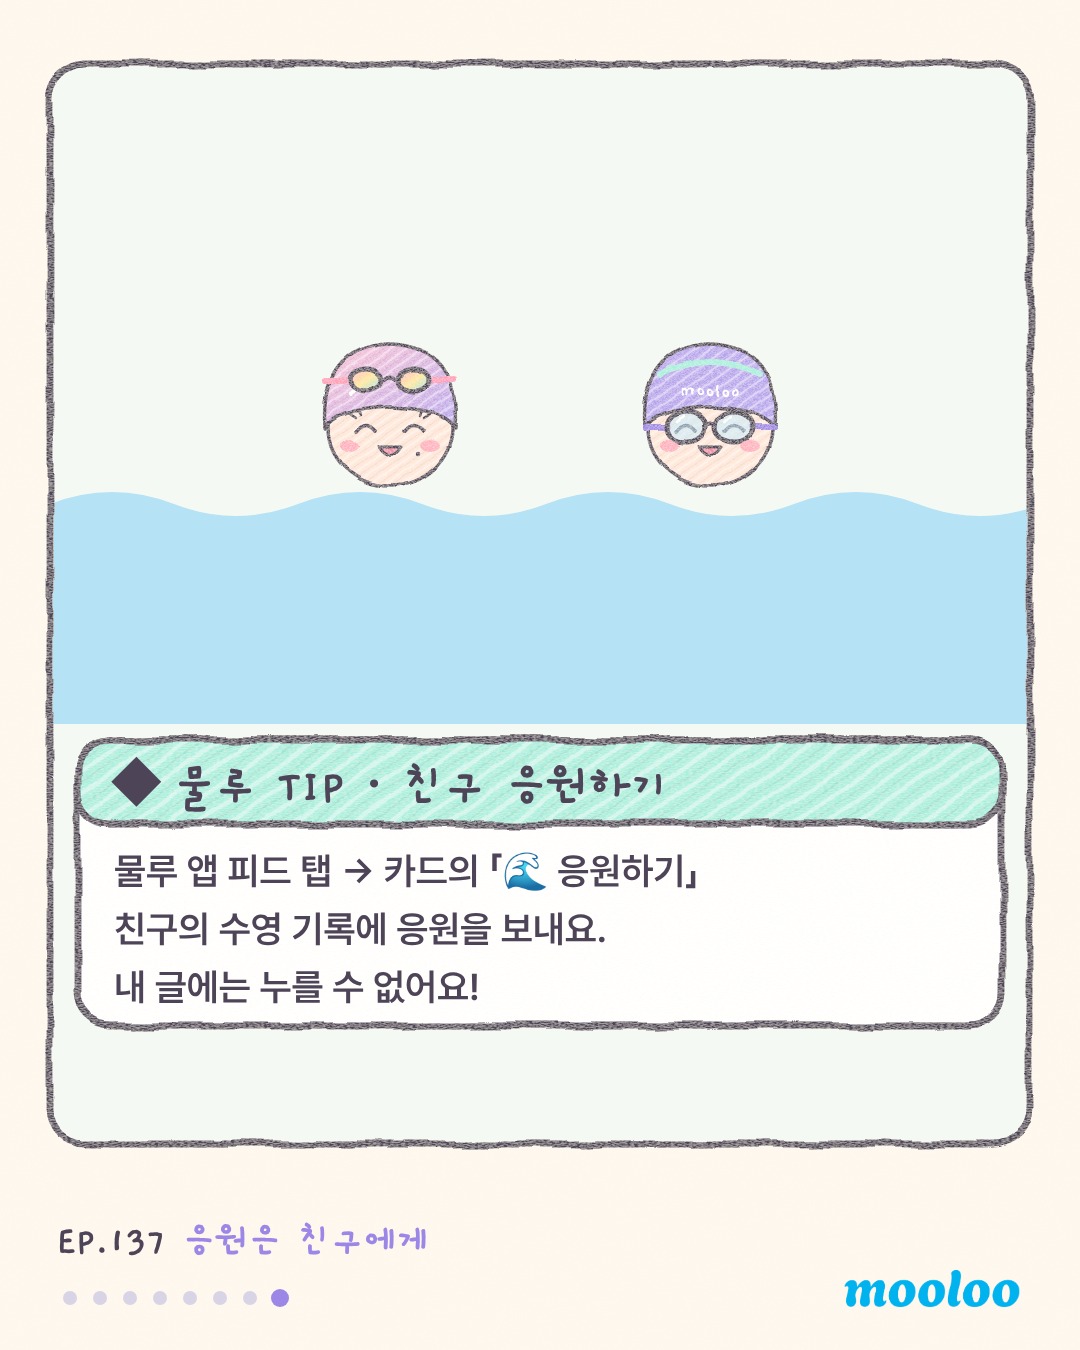 mooloo
◆ 물루 TIP · 친구 응원하기
물루 앱 피드 탭 → 카드의 「🌊 응원하기」
친구의 수영 기록에 응원을 보내요.
내 글에는 누를 수 없어요!
EP.137 응원은 친구에게
mooloo